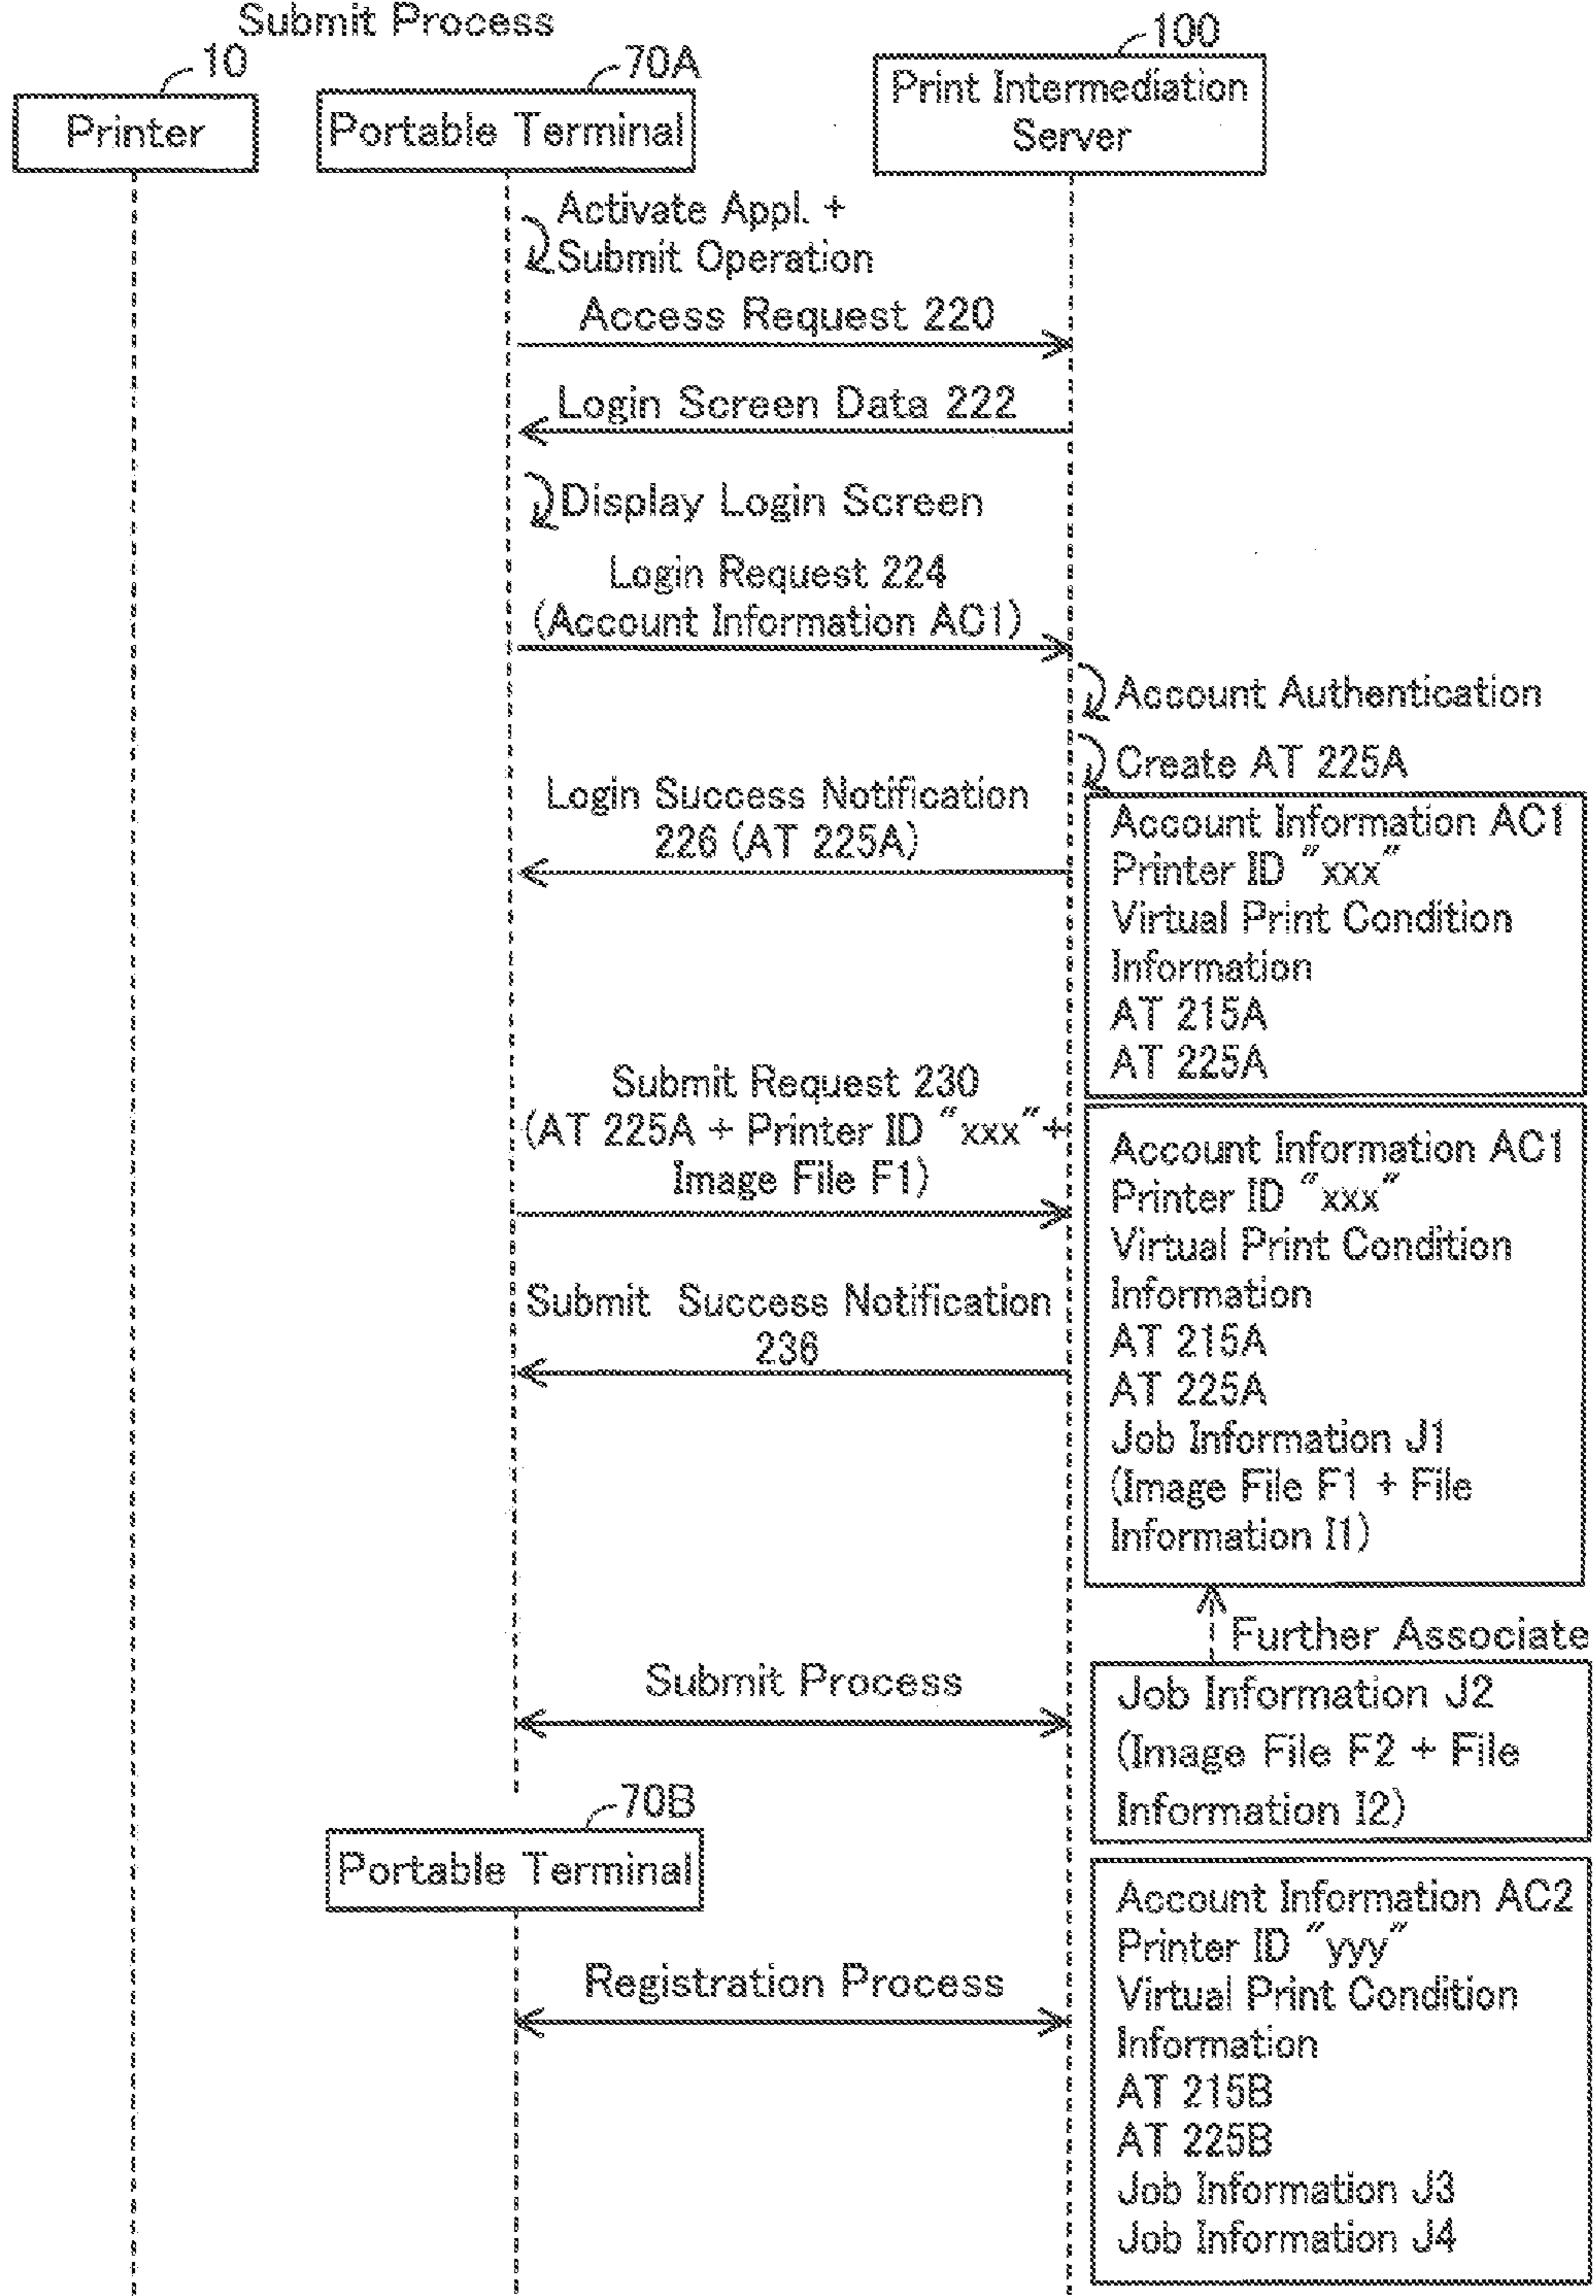 Submit Process
10
70A
100
Printer
Portable Terminal
Print Intermediation
Server
Activate Appl. +
Submit Operation
Access Request 220
Login Screen Data 222
Display Login Screen
Login Request 224
(Account Information AC1)
Account Authentication
Create AT 225A
Login Success Notification
226 (AT 225A)
Account Information AC1
Printer ID "xxx"
Virtual Print Condition
Information
AT 215A
AT 225A
Submit Request 230
(AT 225A + Printer ID "xxx"+
Image File F1)
Submit Success Notification
236
Account Information AC1
Printer ID "xxx"
Virtual Print Condition
Information
AT 215A
AT 225A
Job Information J1
(Image File F1 + File
Information I1)
Further Associate
Submit Process
Job Information J2
(Image File F2 + File
Information I2)
70B
Portable Terminal
Registration Process
Account Information AC2
Printer ID "yyy"
Virtual Print Condition
Information
AT 215B
AT 225B
Job Information J3
Job Information J4